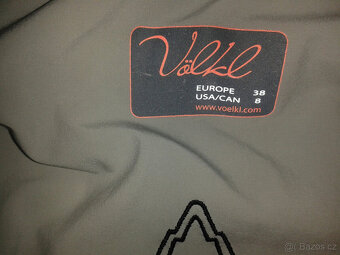 Völkl
EUROPE 38
USA/CAN 8
www.voelkl.com
Bazos.cz